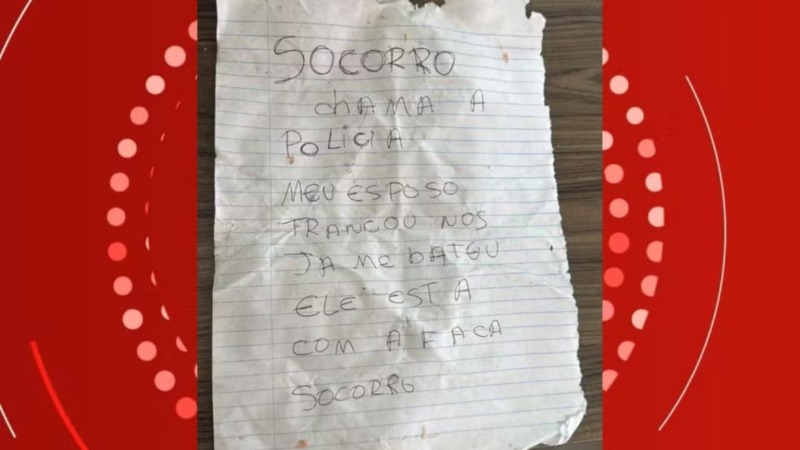 SOCORRO
chAMA A
POLICIA
MEU ESPOSO
TRANCOU NOS
JA ME bATEU
ELE ESTA
COM A FACA
SOCORRO